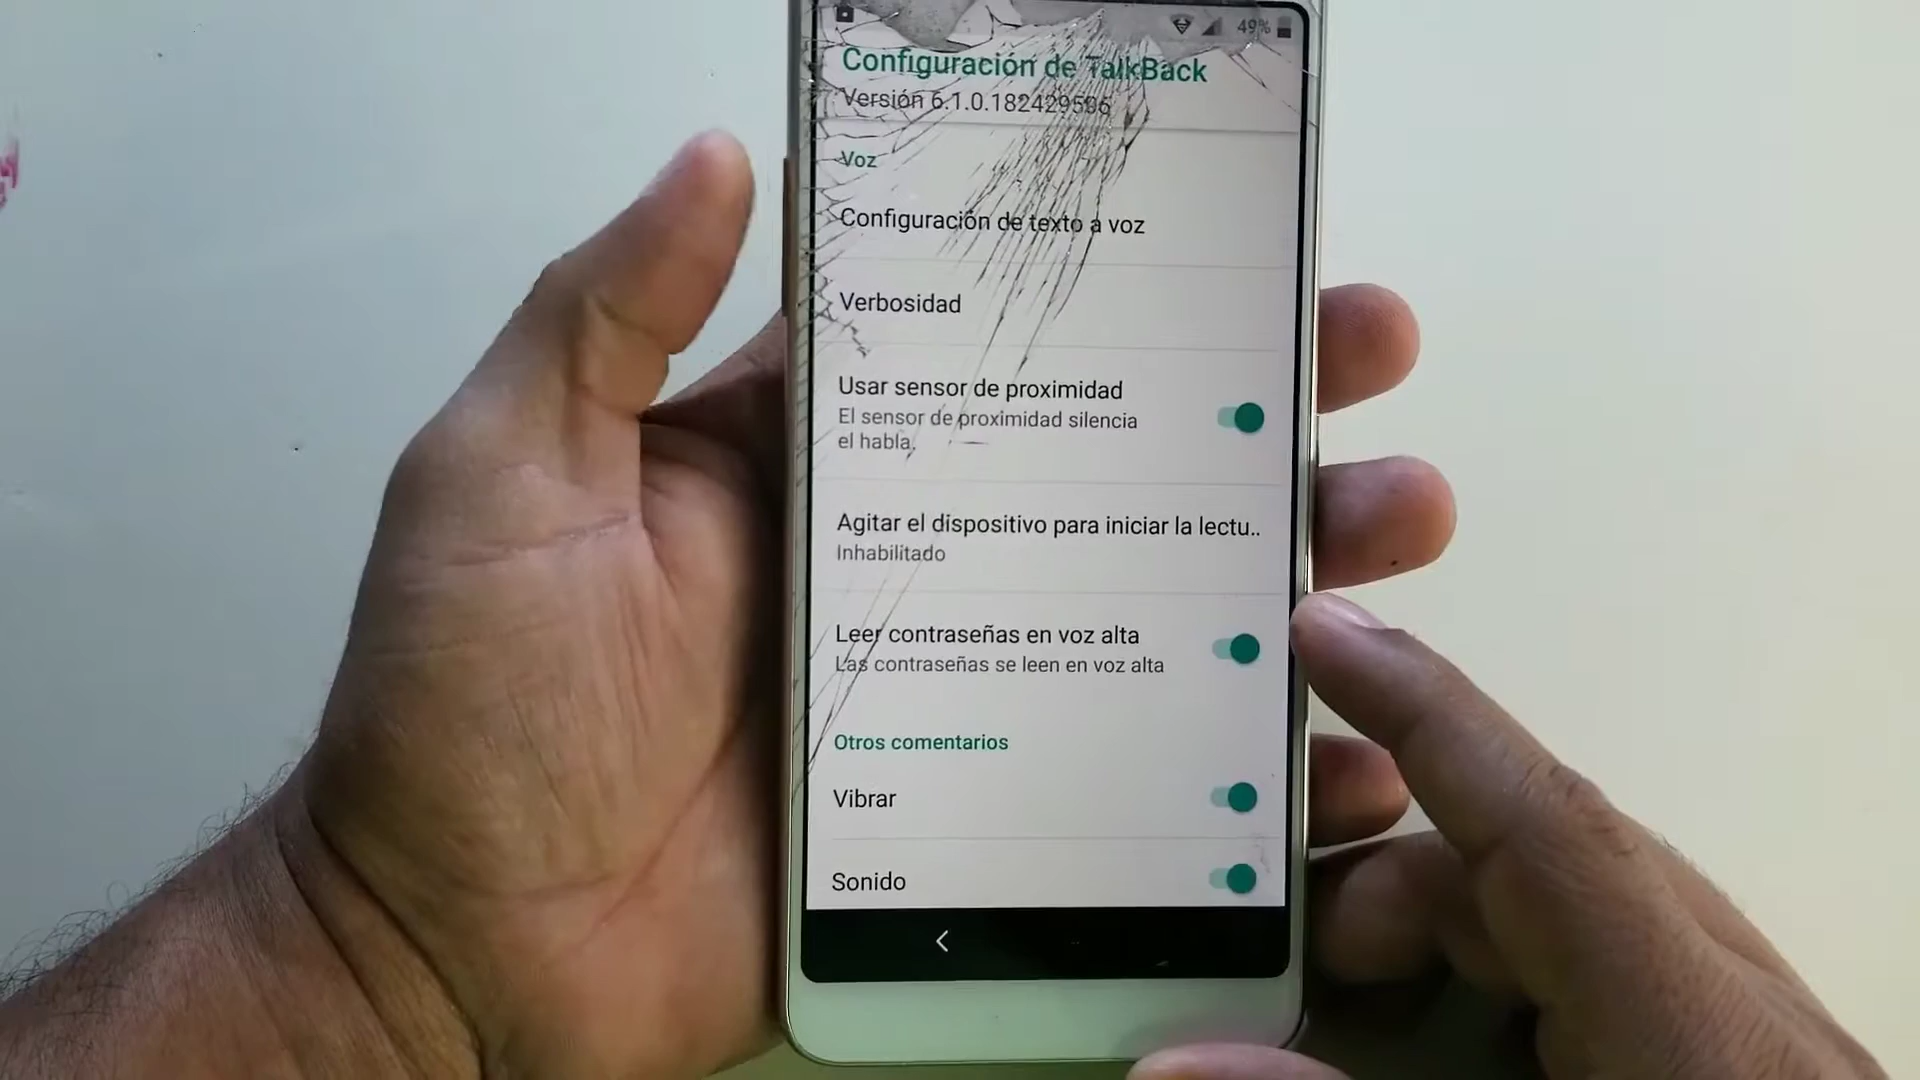 49%
Configuración de TalkBack
Versión 6.1.0.182429506
Voz
Configuración de texto a voz
Verbosidad
Usar sensor de proximidad
El sensor de proximidad silencia
el habla.
Agitar el dispositivo para iniciar la lectu..
Inhabilitado
Leer contraseñas en voz alta
Las contraseñas se leen en voz alta
Otros comentarios
Vibrar
Sonido